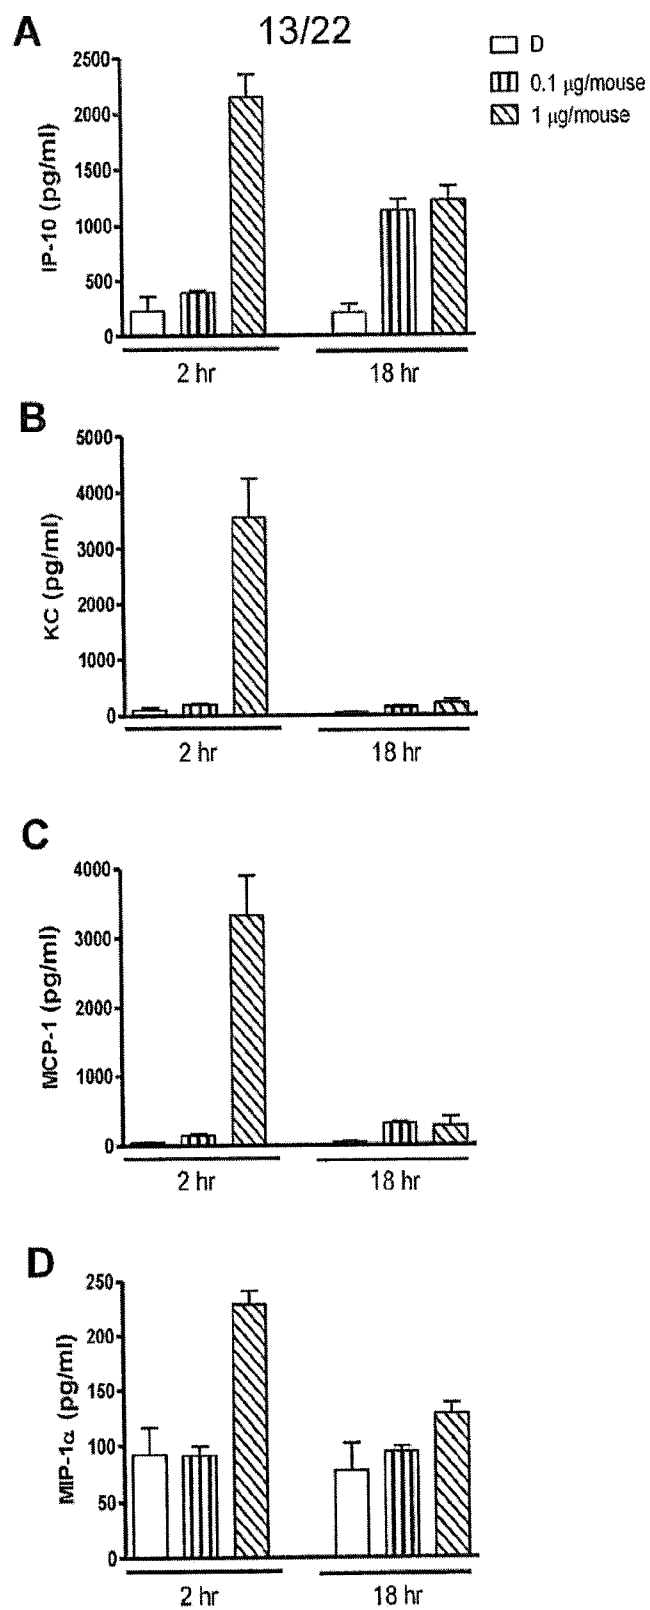 A
13/22
D
0.1 μg/mouse
1 μg/mouse
IP-10 (pg/ml)
2500
2000
1500
1000
500
0
2 hr
18 hr
B
KC (pg/ml)
5000
4000
3000
2000
1000
0
2 hr
18 hr
C
MCP-1 (pg/ml)
4000
3000
2000
1000
0
2 hr
18 hr
D
MIP-1α (pg/ml)
250
200
150
100
50
0
2 hr
18 hr